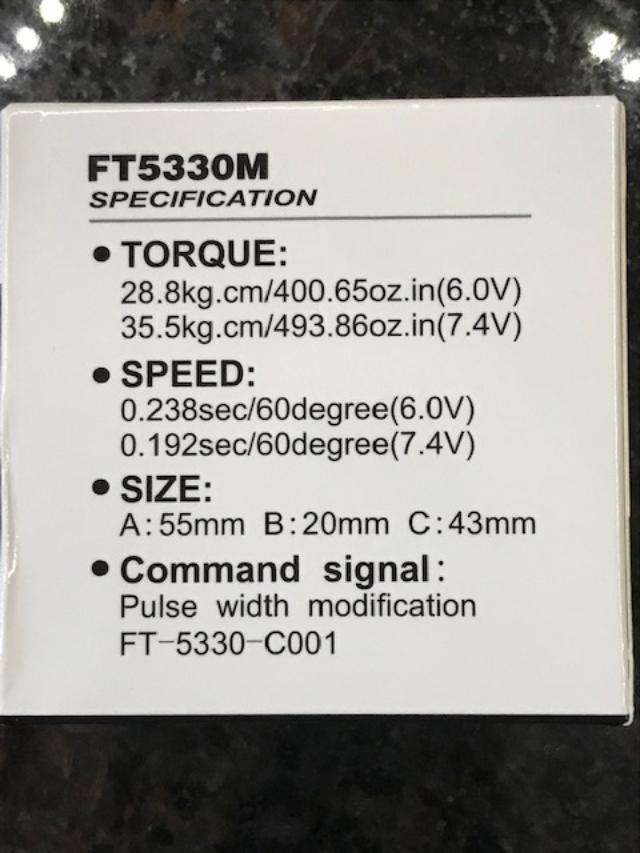 FT5330M
SPECIFICATION
● TORQUE:
28.8kg.cm/400.65oz.in(6.0V)
35.5kg.cm/493.86oz.in(7.4V)
● SPEED:
0.238sec/60degree(6.0V)
0.192sec/60degree(7.4V)
● SIZE:
A:55mm B:20mm C:43mm
● Command signal:
Pulse width modification
FT-5330-C001